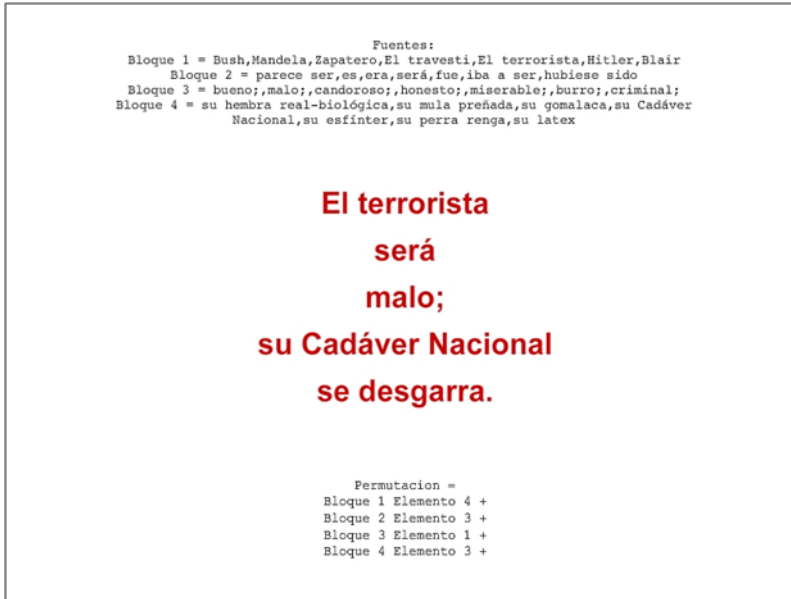 Fuentes:
Bloque 1 = Bush,Mandela,Zapatero,El travesti,El terrorista,Hitler,Blair
Bloque 2 = parece ser,es,era,será,fue,iba a ser,hubiese sido
Bloque 3 = bueno;,malo;,candoroso;,honesto;,miserable;,burro;,criminal;
Bloque 4 = su hembra real-biológica,su mula preñada,su gomalaca,su Cadáver
Nacional,su esfínter,su perra renga,su latex
El terrorista
será
malo;
su Cadáver Nacional
se desgarra.
Permutacion =
Bloque 1 Elemento 4 +
Bloque 2 Elemento 3 +
Bloque 3 Elemento 1 +
Bloque 4 Elemento 3 +